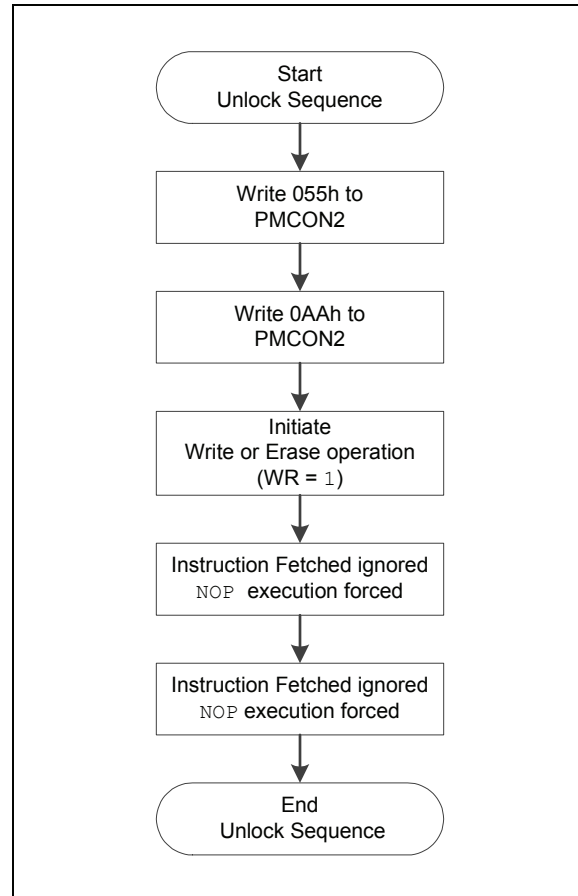 Start
Unlock Sequence
Write 055h to
PMCON2
Write 0AAh to
PMCON2
Initiate
Write or Erase operation
(WR = 1)
Instruction Fetched ignored
NOP execution forced
Instruction Fetched ignored
NOP execution forced
End
Unlock Sequence